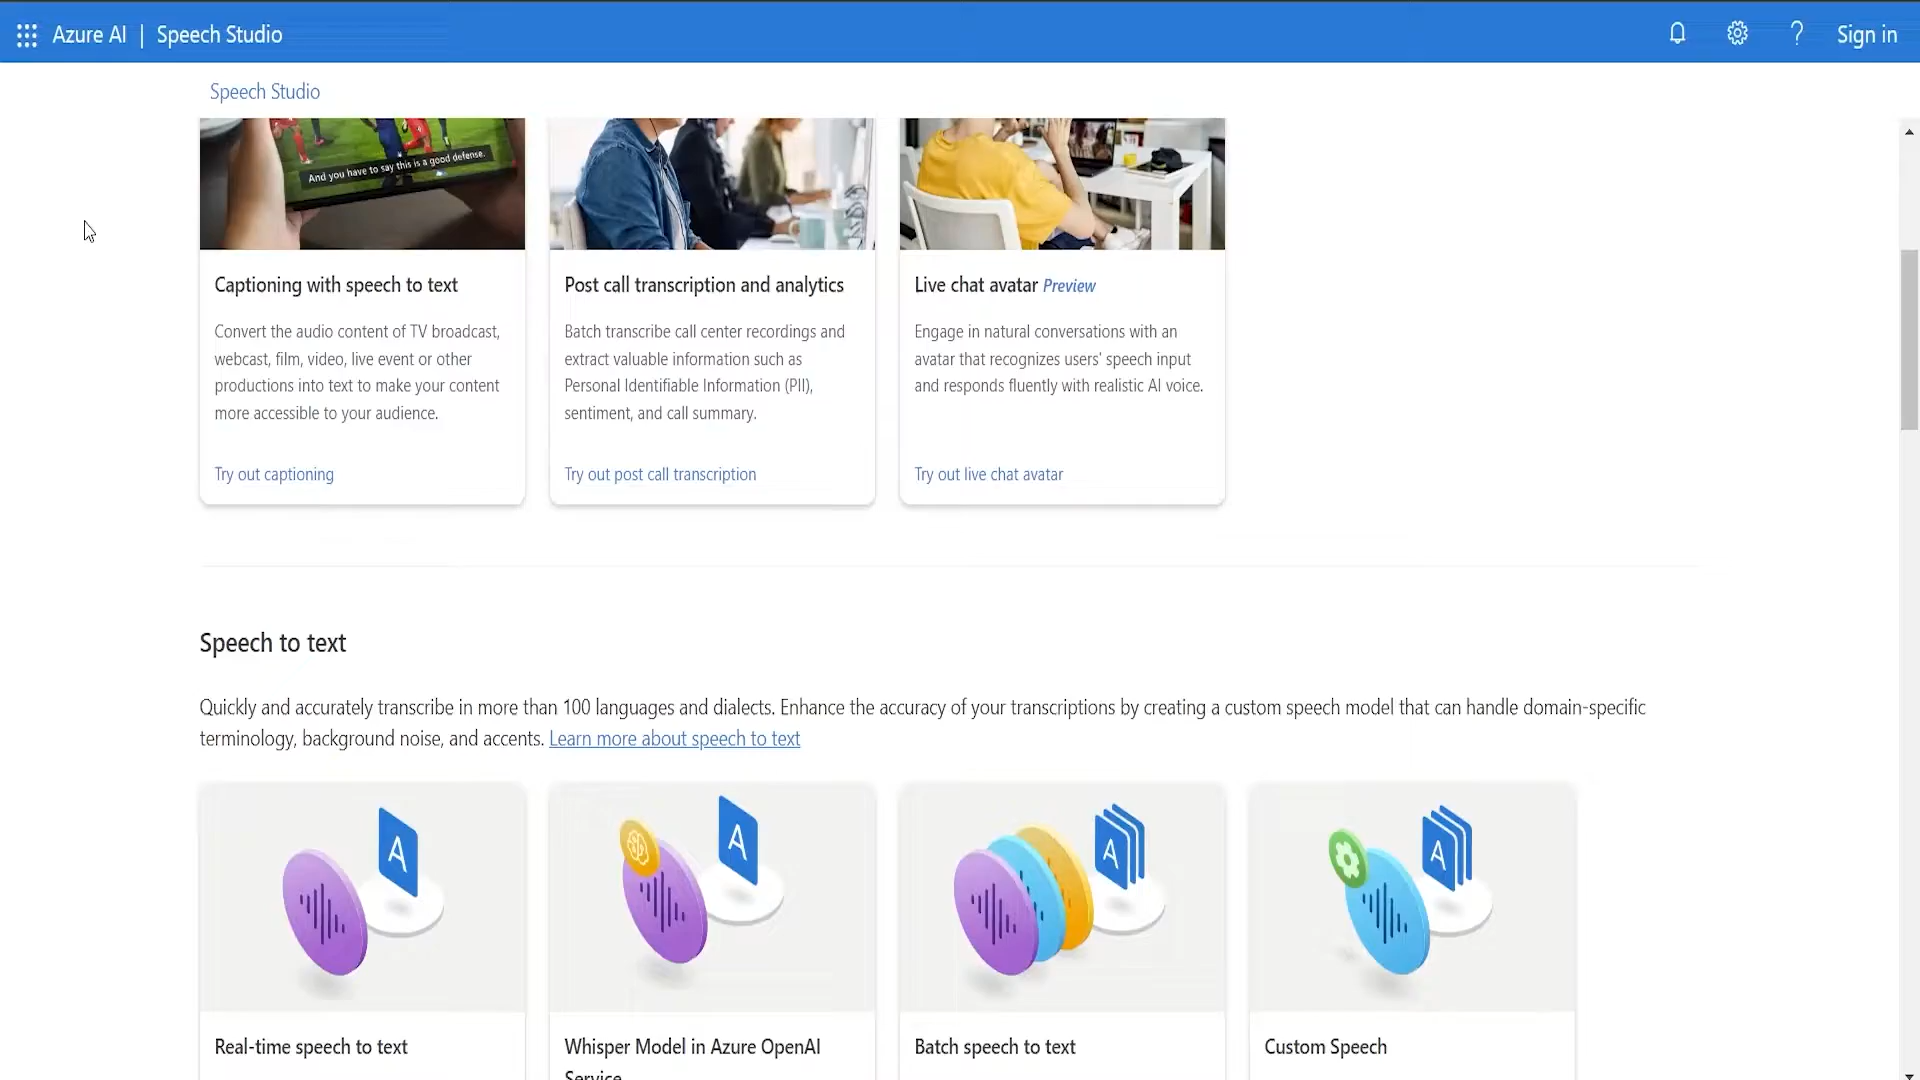 Azure AI | Speech Studio
? Sign in
Speech Studio
And you have to say this is a good defense.
Captioning with speech to text
Convert the audio content of TV broadcast,
webcast, film, video, live event or other
productions into text to make your content
more accessible to your audience.
Try out captioning
Post call transcription and analytics
Batch transcribe call center recordings and
extract valuable information such as
Personal Identifiable Information (PII),
sentiment, and call summary.
Try out post call transcription
Live chat avatar Preview
Engage in natural conversations with an
avatar that recognizes users' speech input
and responds fluently with realistic AI voice.
Try out live chat avatar
Speech to text
Quickly and accurately transcribe in more than 100 languages and dialects. Enhance the accuracy of your transcriptions by creating a custom speech model that can handle domain-specific
terminology, background noise, and accents. Learn more about speech to text
A
A
A
A
Real-time speech to text
Whisper Model in Azure OpenAI
Service
Batch speech to text
Custom Speech